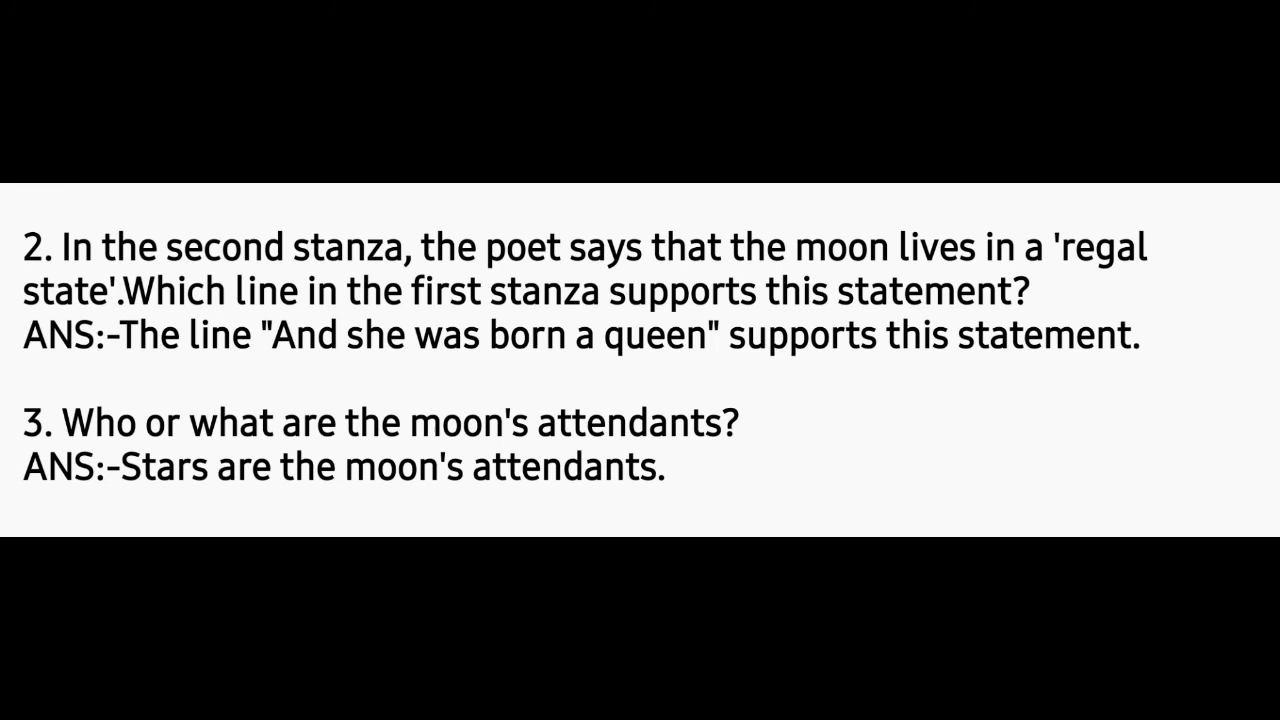 2. In the second stanza, the poet says that the moon lives in a 'regal
state'.Which line in the first stanza supports this statement?
ANS:-The line "And she was born a queen" supports this statement.
3. Who or what are the moon's attendants?
ANS:-Stars are the moon's attendants.